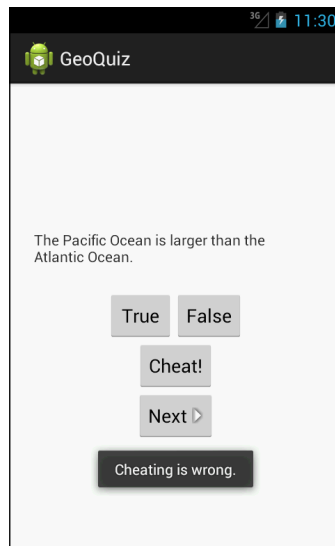 3G 11:30
GeoQuiz
The Pacific Ocean is larger than the
Atlantic Ocean.
True False
Cheat!
Next
Cheating is wrong.